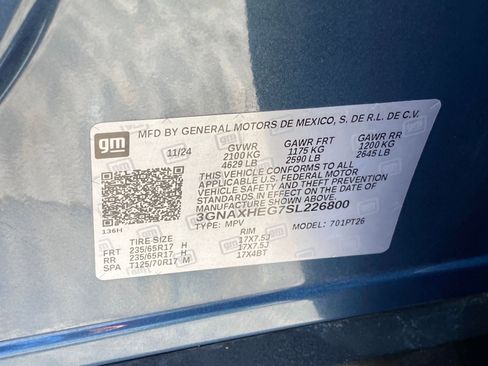 gm
MFD BY GENERAL MOTORS DE MEXICO, S. DE R.L. DE C.V.
11/24 GVWR GAWR FRT GAWR RR
2100 KG 1175 KG 1200 KG
4629 LB 2590 LB 2645 LB
THIS VEHICLE CONFORMS TO ALL
APPLICABLE U.S. FEDERAL MOTOR
VEHICLE SAFETY AND THEFT PREVENTION
STANDARDS IN EFFECT ON THE DATE OF
MANUFACTURE SHOWN ABOVE.
3GNAXHEG7SL226800
136H TYPE: MPV MODEL: 701PT26
TIRE SIZE RIM
FRT 235/65R17 H 17X7.5J
RR 235/65R17 H 17X7.5J
SPA T125/70R17 M 17X4BT